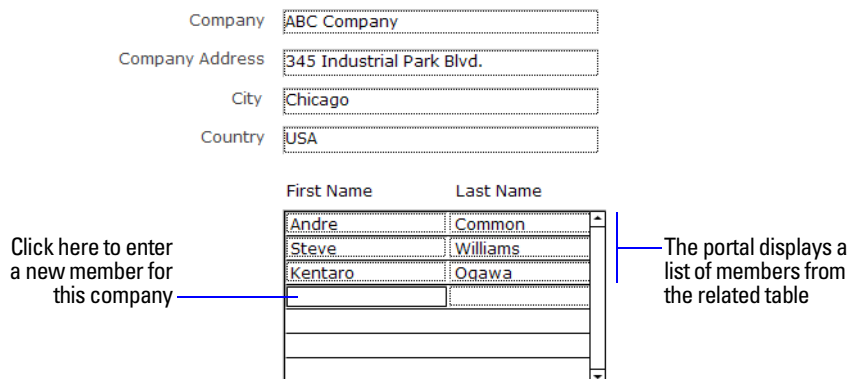 Company ABC Company
Company Address 345 Industrial Park Blvd.
City Chicago
Country USA
First Name Last Name
Andre Common
Steve Williams
Kentaro Ogawa
Click here to enter
a new member for
this company
The portal displays a
list of members from
the related table